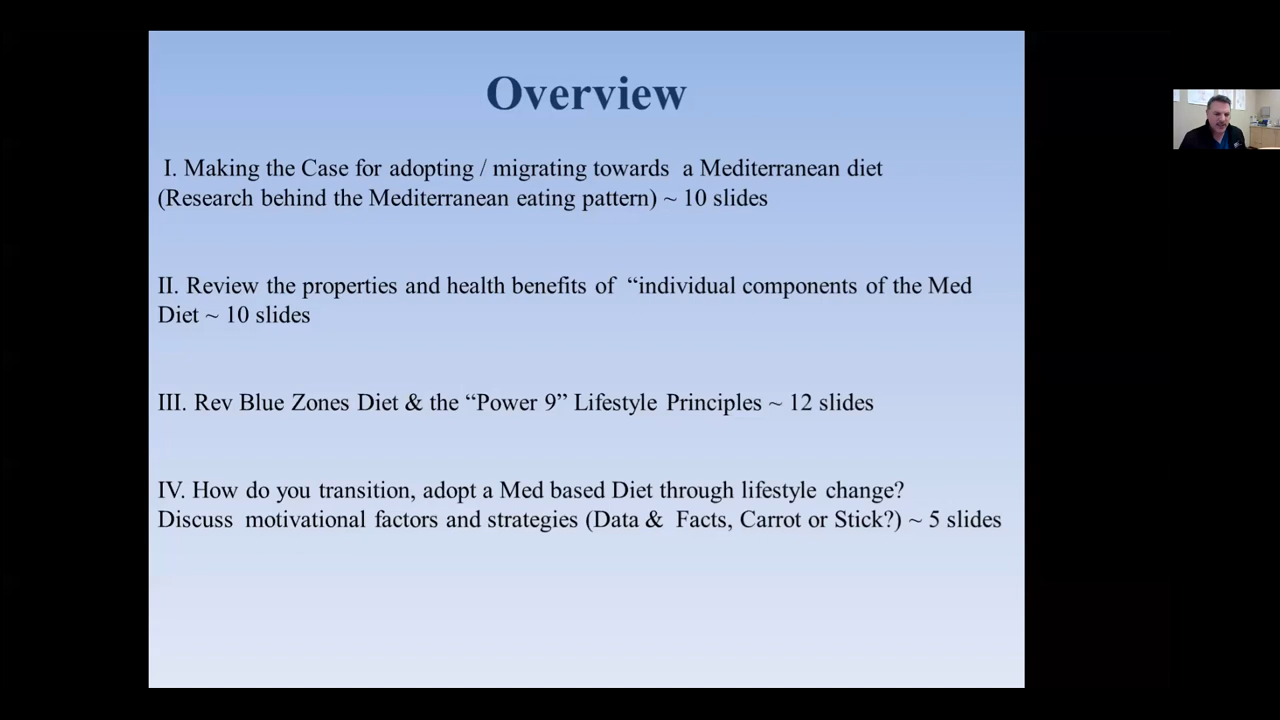 Overview
I. Making the Case for adopting / migrating towards a Mediterranean diet
(Research behind the Mediterranean eating pattern) ~ 10 slides
II. Review the properties and health benefits of “individual components of the Med
Diet ~ 10 slides
III. Rev Blue Zones Diet & the “Power 9” Lifestyle Principles ~ 12 slides
IV. How do you transition, adopt a Med based Diet through lifestyle change?
Discuss motivational factors and strategies (Data & Facts, Carrot or Stick?) ~ 5 slides